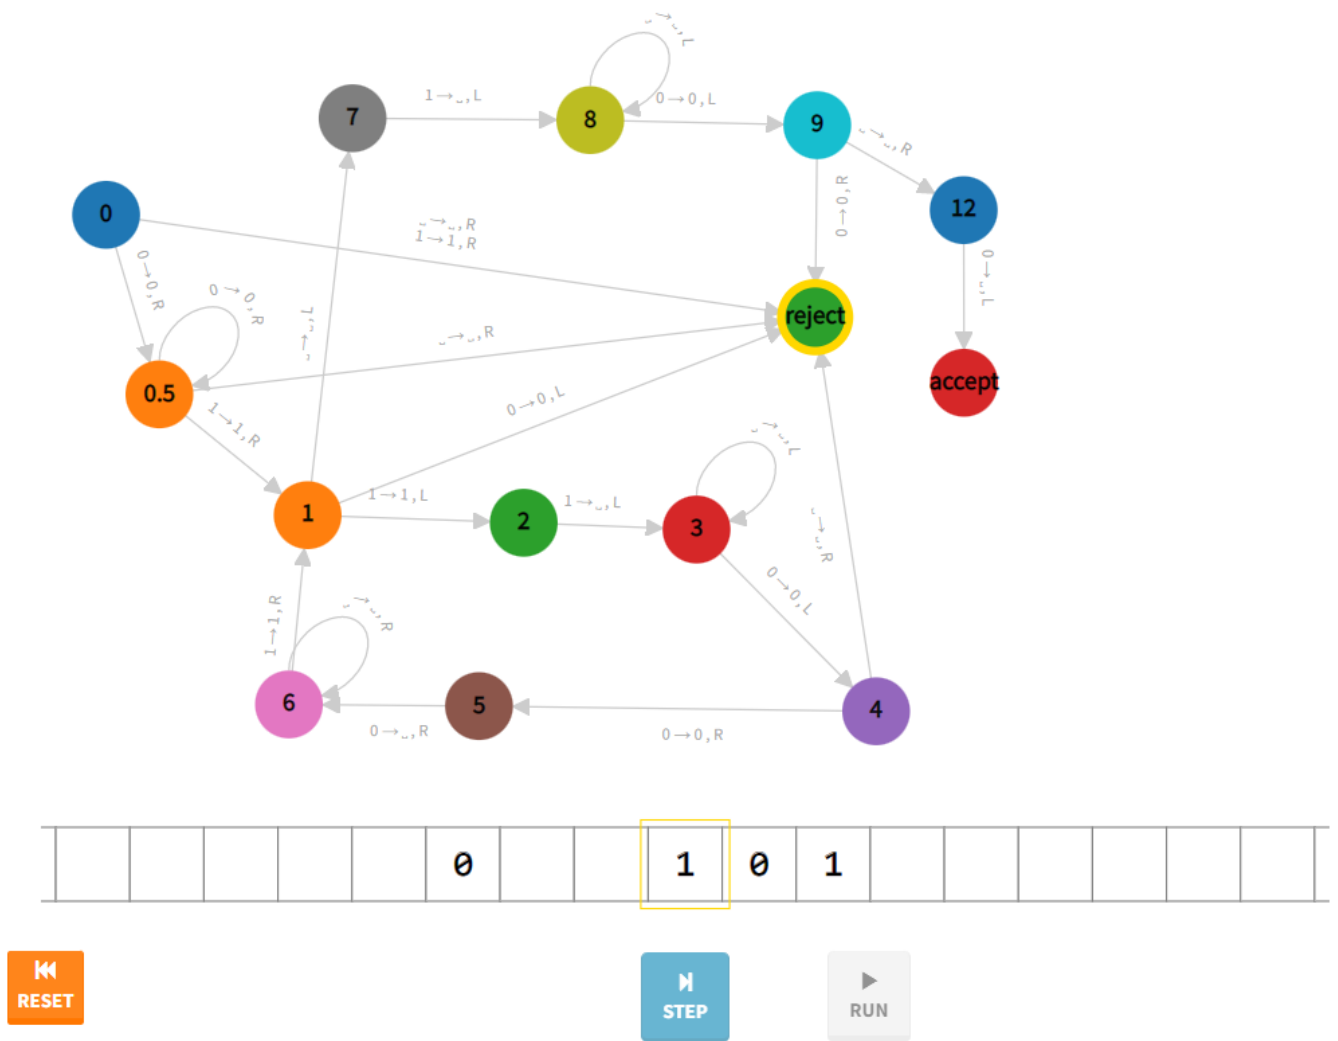 ␣→␣,L
7
1→␣,L
8
0→0,L
9
␣→␣,R
0
␣→␣,R
1→1,R
0→0,R
12
0→0,R
0→0,R
0→␣,L
reject
␣→␣,R
0.5
accept
1→1,R
0→0,L
␣→␣,L
1
1→1,L
2
1→␣,L
3
␣→␣,R
0→0,L
1→1,R
␣→␣,R
6
0→␣,R
5
0→0,R
4
0 1 0 1
RESET
STEP
RUN